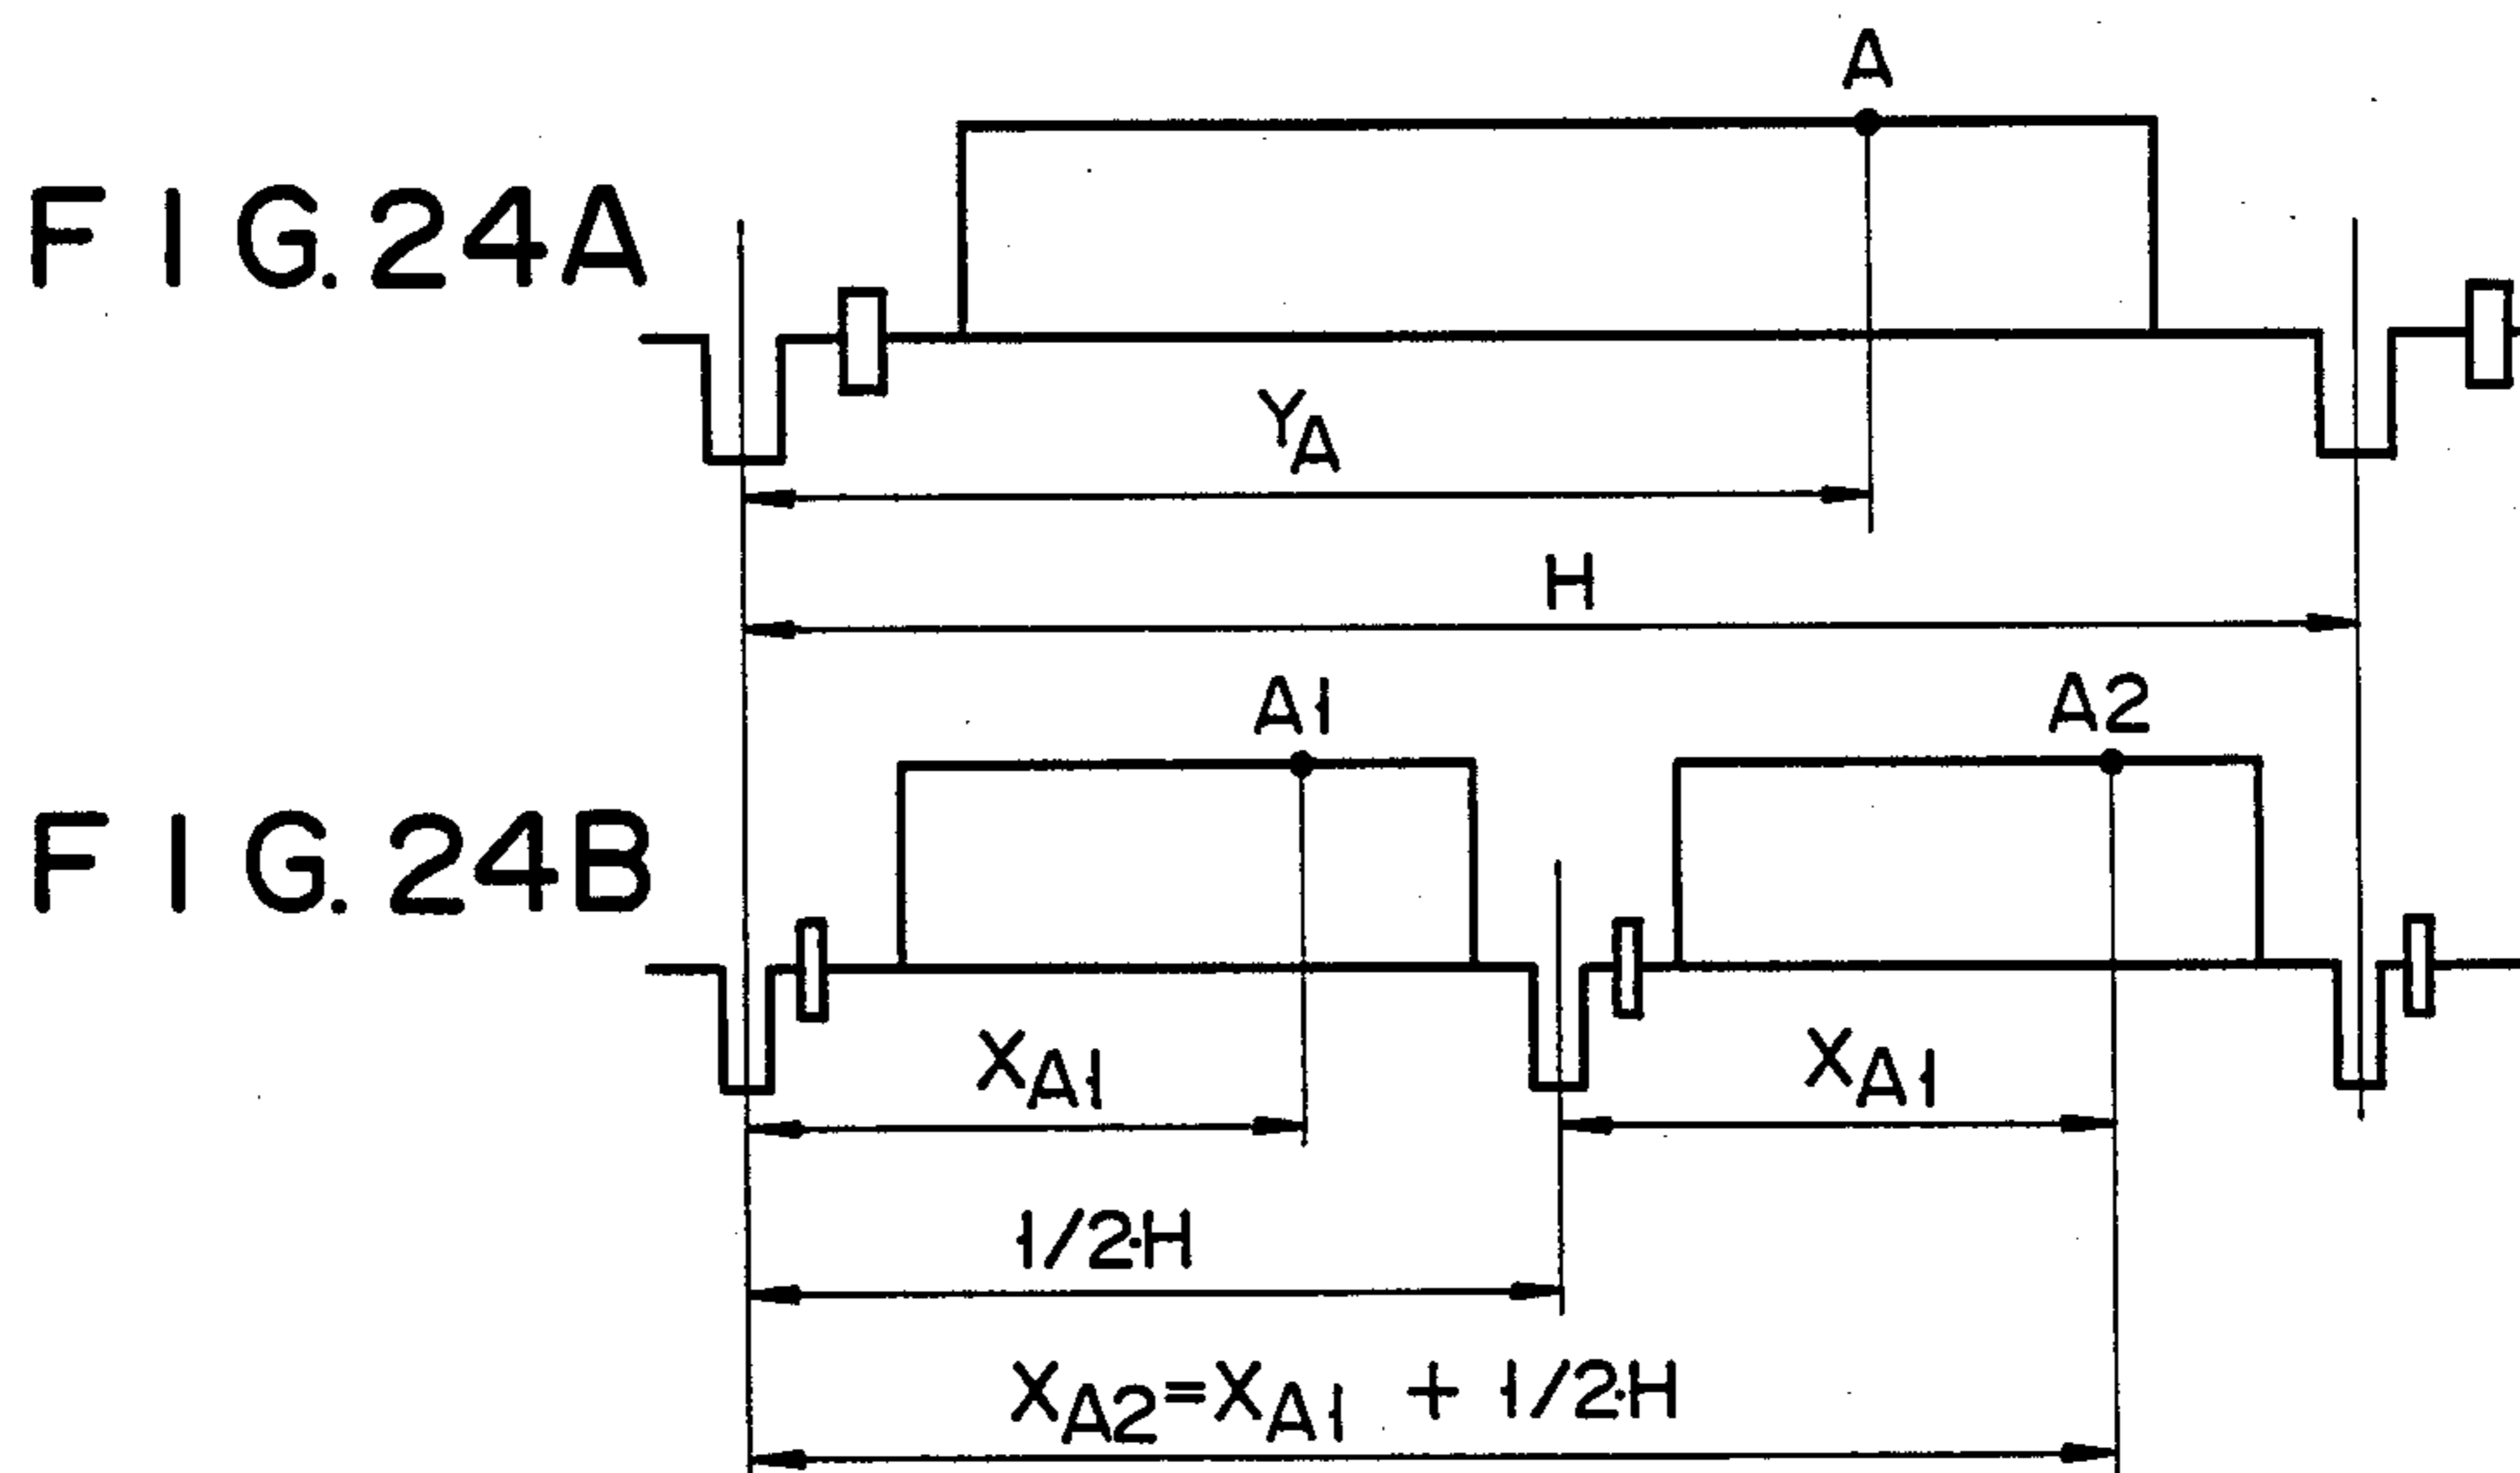 A
FIG.24A
YA
H
A1 A2
FIG.24B
XA1 XA1
1/2·H
XA2=XA1 + 1/2·H